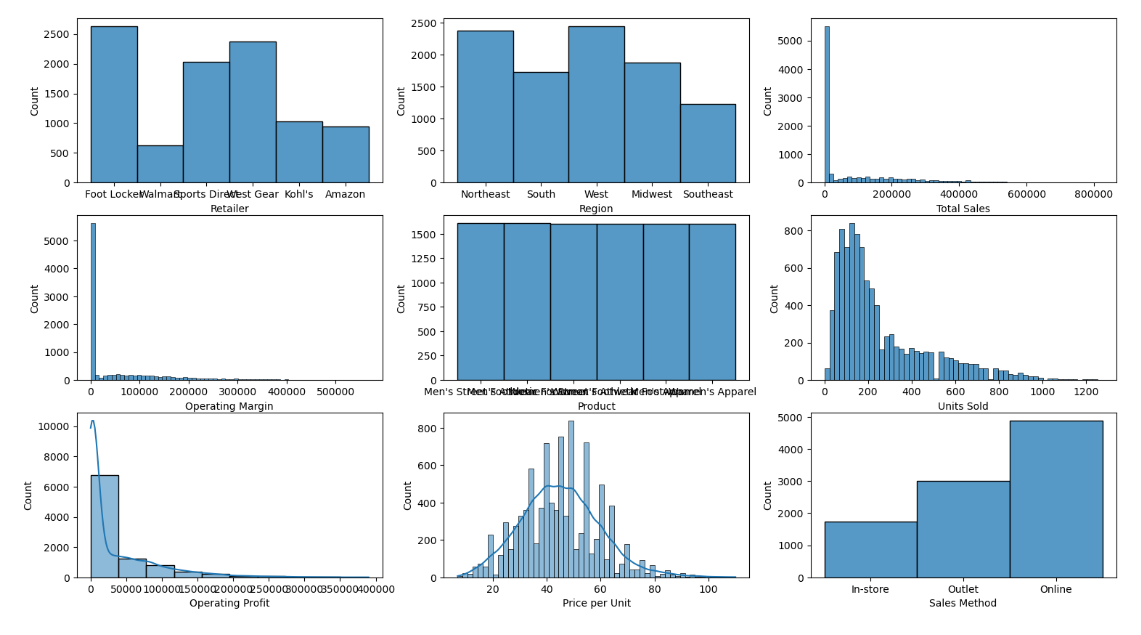 2500
2000
1500
1000
500
0
Count
Foot Locker Walmart Sports Direct West Gear Kohl's Amazon
Retailer
2500
2000
1500
1000
500
0
Count
Northeast South West Midwest Southeast
Region
5000
4000
3000
2000
1000
0
Count
0 200000 400000 600000 800000
Total Sales
5000
4000
3000
2000
1000
0
Count
0 100000 200000 300000 400000 500000
Operating Margin
1500
1250
1000
750
500
250
0
Count
Men's Street Women's Apparel
Product
800
600
400
200
0
Count
0 200 400 600 800 1000 1200
Units Sold
10000
8000
6000
4000
2000
0
Count
0 50000 100000 150000 200000 250000 300000 350000 400000
Operating Profit
800
600
400
200
0
Count
20 40 60 80 100
Price per Unit
5000
4000
3000
2000
1000
0
Count
In-store Outlet Online
Sales Method